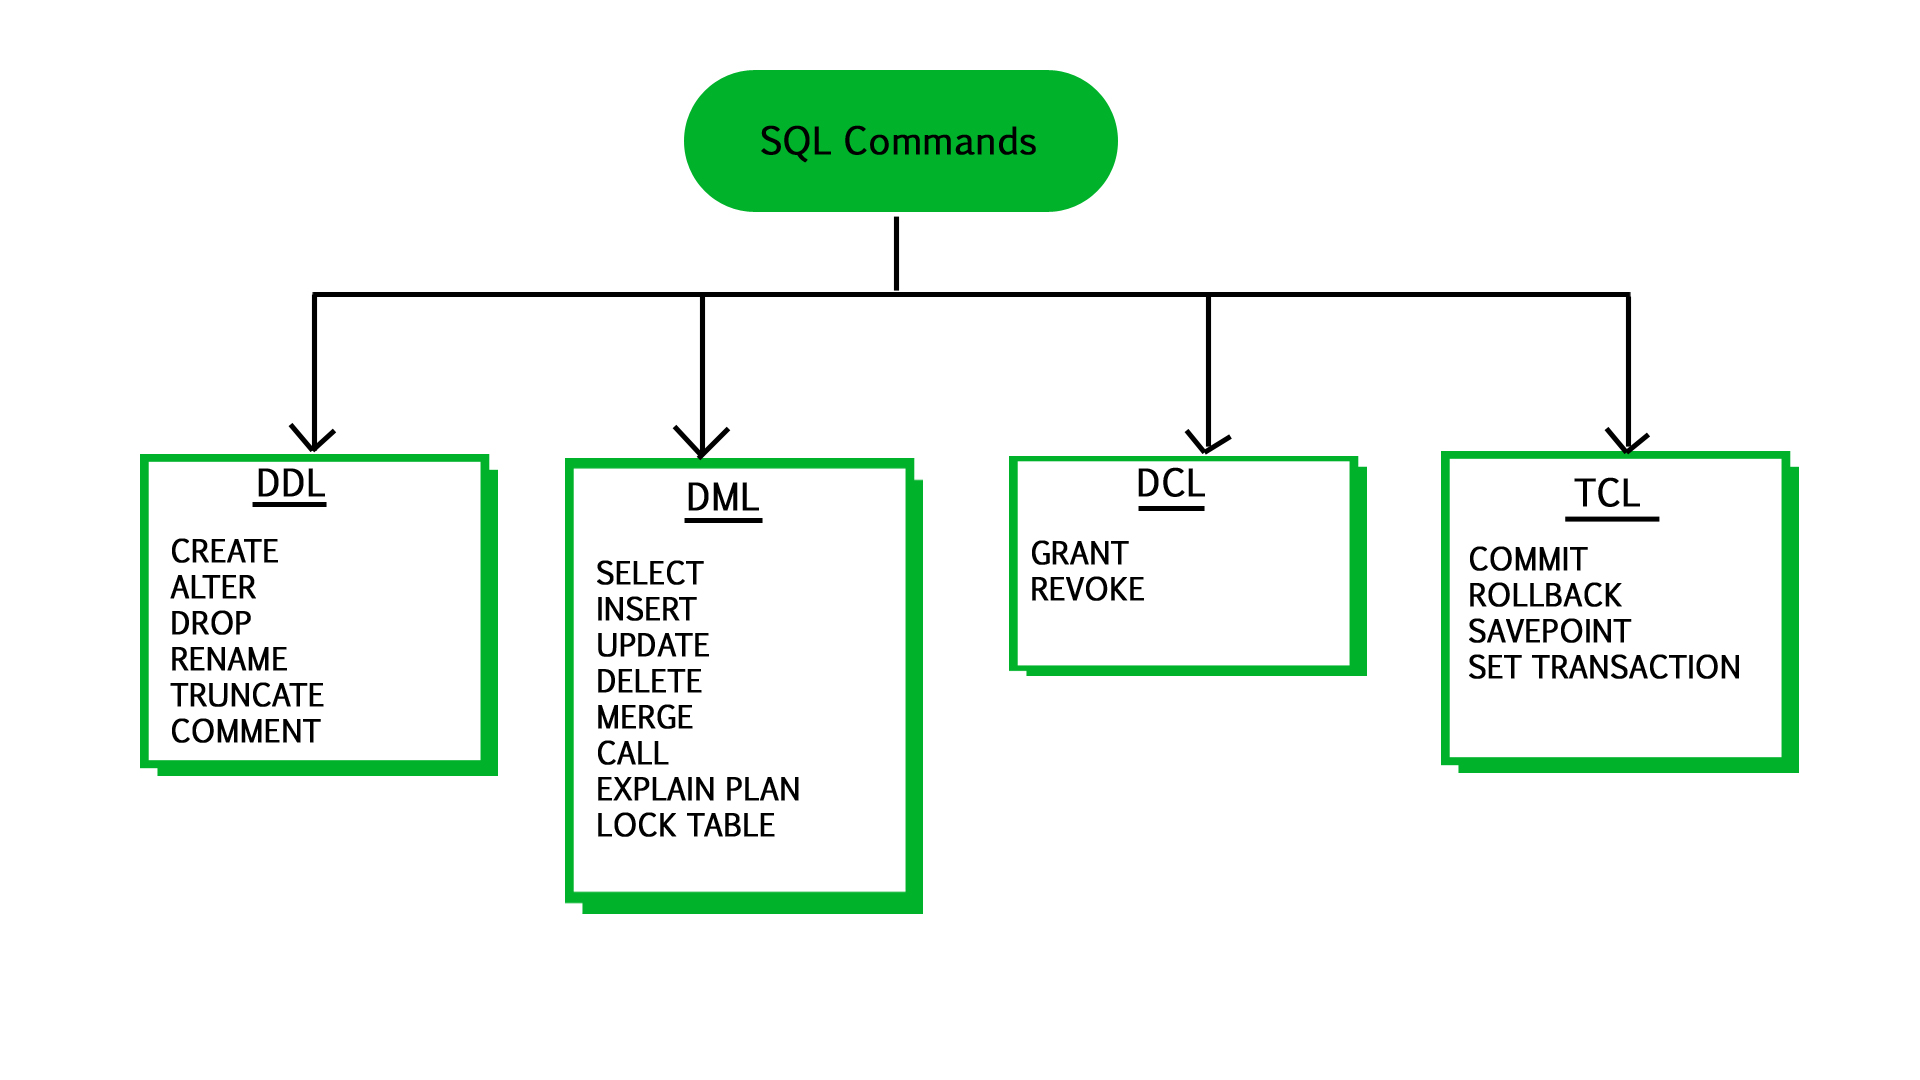 SQL Commands
DDL
CREATE
ALTER
DROP
RENAME
TRUNCATE
COMMENT
DML
SELECT
INSERT
UPDATE
DELETE
MERGE
CALL
EXPLAIN PLAN
LOCK TABLE
DCL
GRANT
REVOKE
TCL
COMMIT
ROLLBACK
SAVEPOINT
SET TRANSACTION